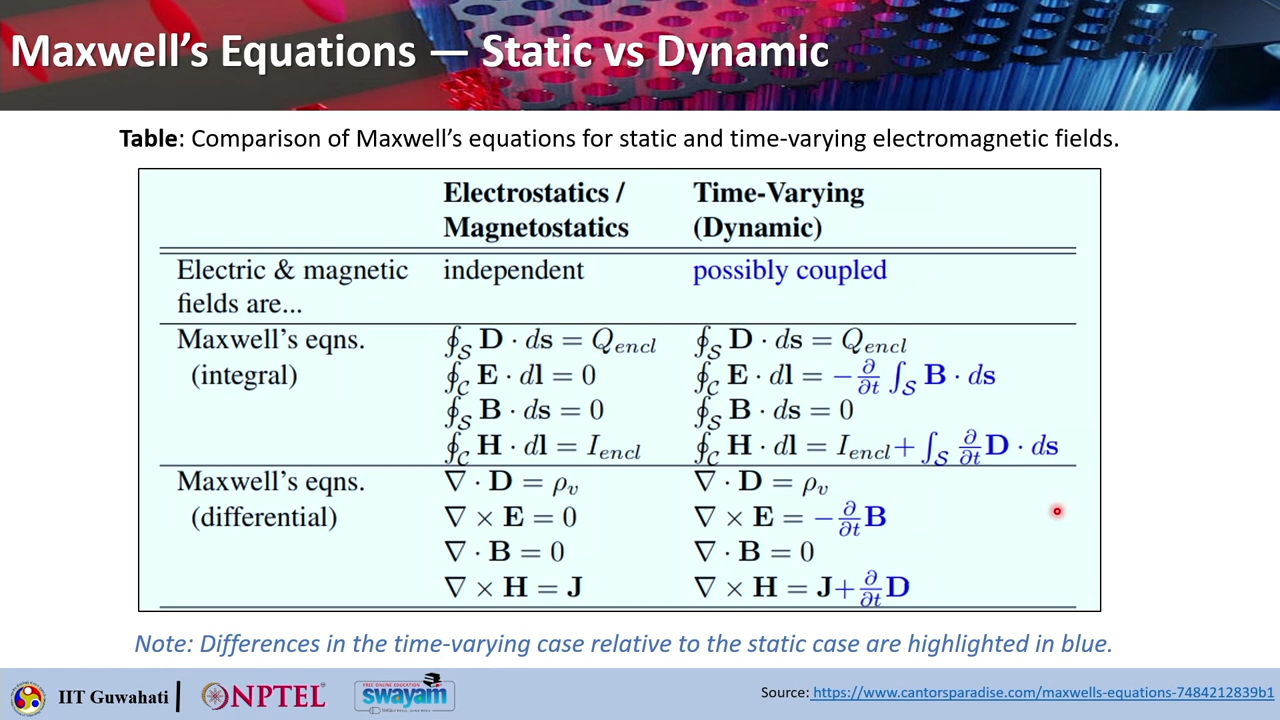 Maxwell's Equations — Static vs Dynamic
Table: Comparison of Maxwell's equations for static and time-varying electromagnetic fields.
Electrostatics / Time-Varying
Magnetostatics (Dynamic)
Electric & magnetic independent possibly coupled
fields are...
Maxwell's eqns. ∮_S D · ds = Q_encl ∮_S D · ds = Q_encl
(integral) ∮_C E · dl = 0 ∮_C E · dl = −∂/∂t ∫_S B · ds
∮_S B · ds = 0 ∮_S B · ds = 0
∮_C H · dl = I_encl ∮_C H · dl = I_encl + ∫_S ∂/∂t D · ds
Maxwell's eqns. ∇ · D = ρ_v ∇ · D = ρ_v
(differential) ∇ × E = 0 ∇ × E = −∂/∂t B
∇ · B = 0 ∇ · B = 0
∇ × H = J ∇ × H = J + ∂/∂t D
Note: Differences in the time-varying case relative to the static case are highlighted in blue.
IIT Guwahati | NPTEL FREE ONLINE EDUCATION swayam
Source: https://www.cantorsparadise.com/maxwells-equations-7484212839b1